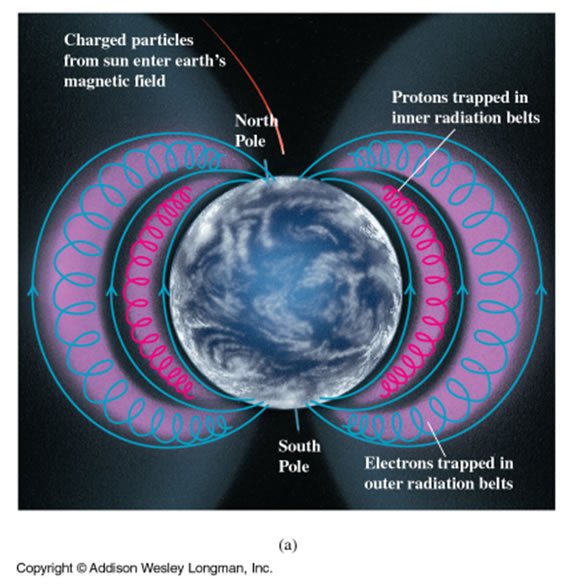 Charged particles
from sun enter earth's
magnetic field
Protons trapped in
inner radiation belts
North
Pole
South
Pole
Electrons trapped in
outer radiation belts
(a)
Copyright © Addison Wesley Longman, Inc.